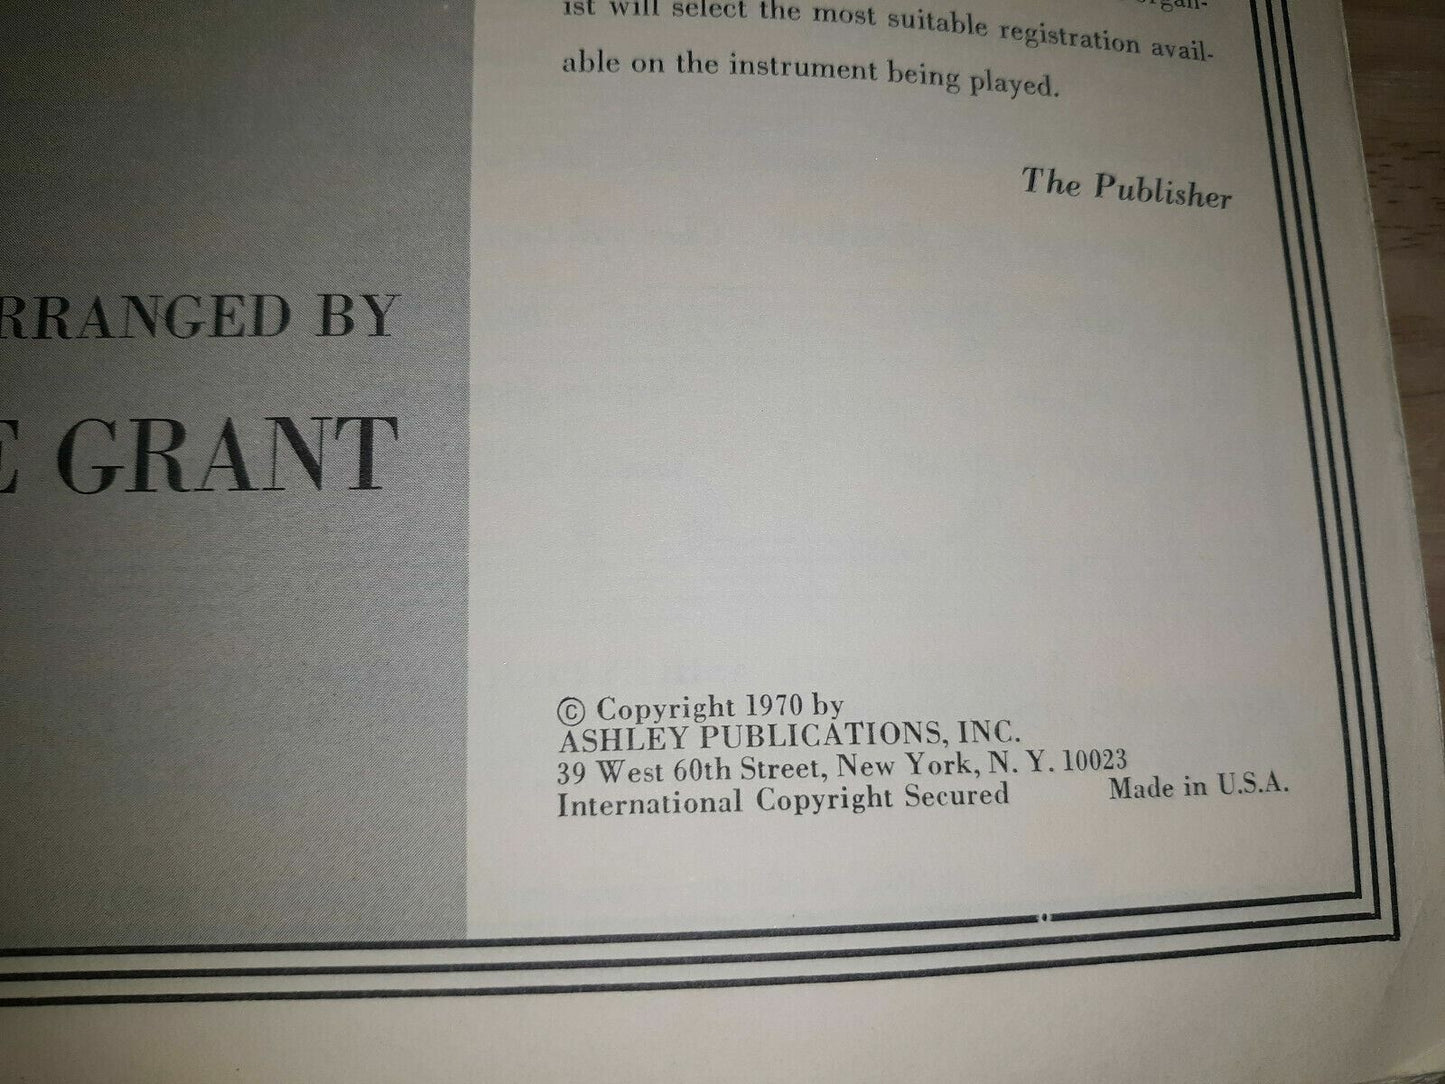 ist will select the most suitable registration avail-
able on the instrument being played.
The Publisher
RRANGED BY
E GRANT
© Copyright 1970 by
ASHLEY PUBLICATIONS, INC.
39 West 60th Street, New York, N. Y. 10023
International Copyright Secured Made in U.S.A.